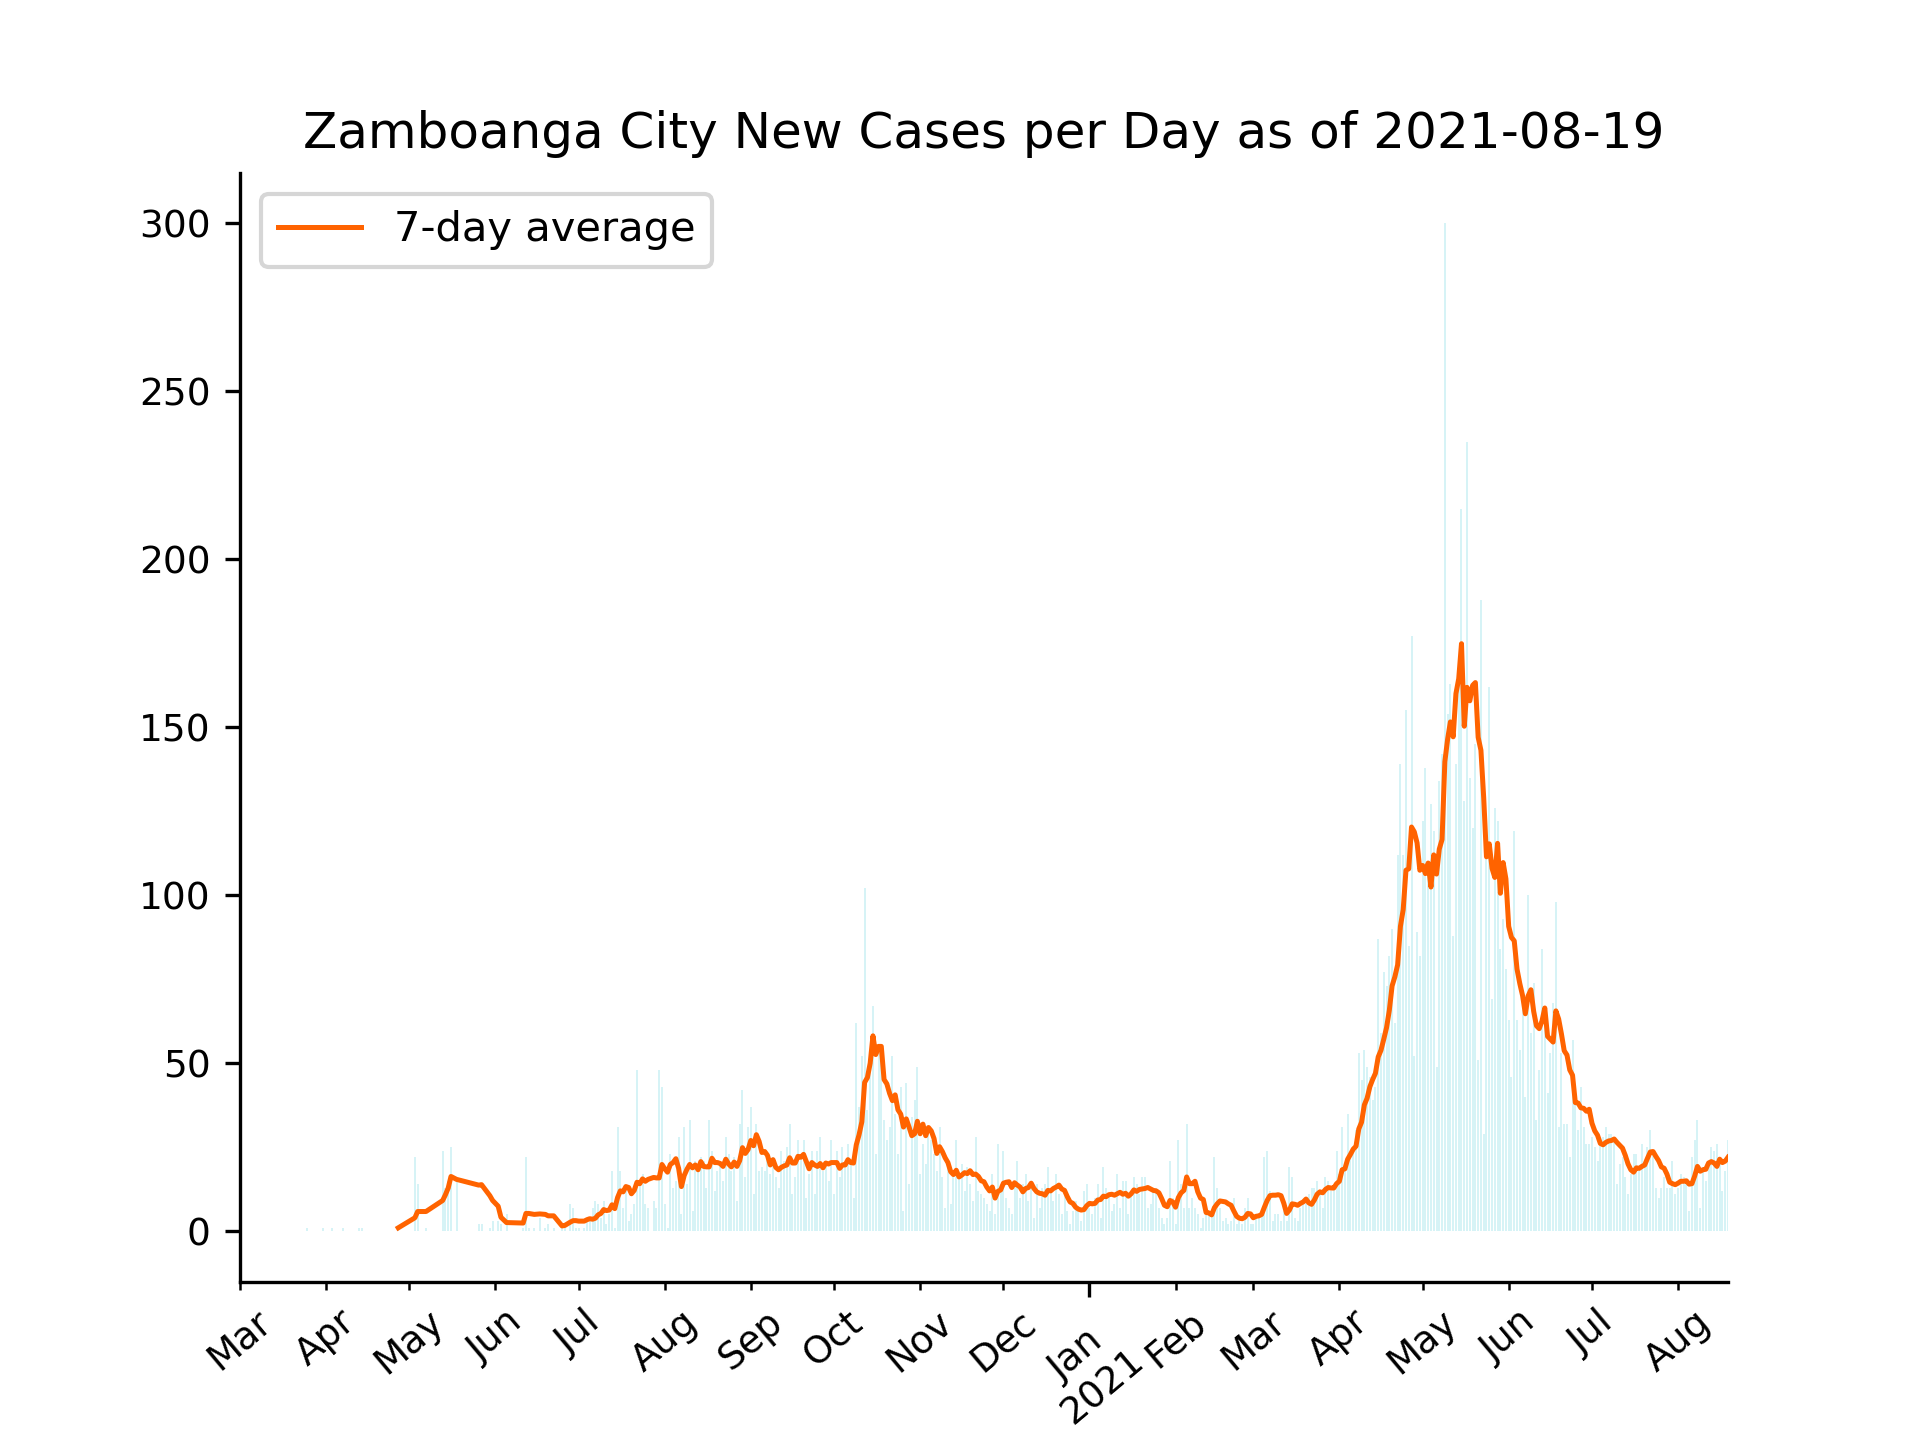 Zamboanga City New Cases per Day as of 2021-08-19
7-day average
300
250
200
150
100
50
0
Mar
Apr
May
Jun
Jul
Aug
Sep
Oct
Nov
Dec
Jan
2021
Feb
Mar
Apr
May
Jun
Jul
Aug